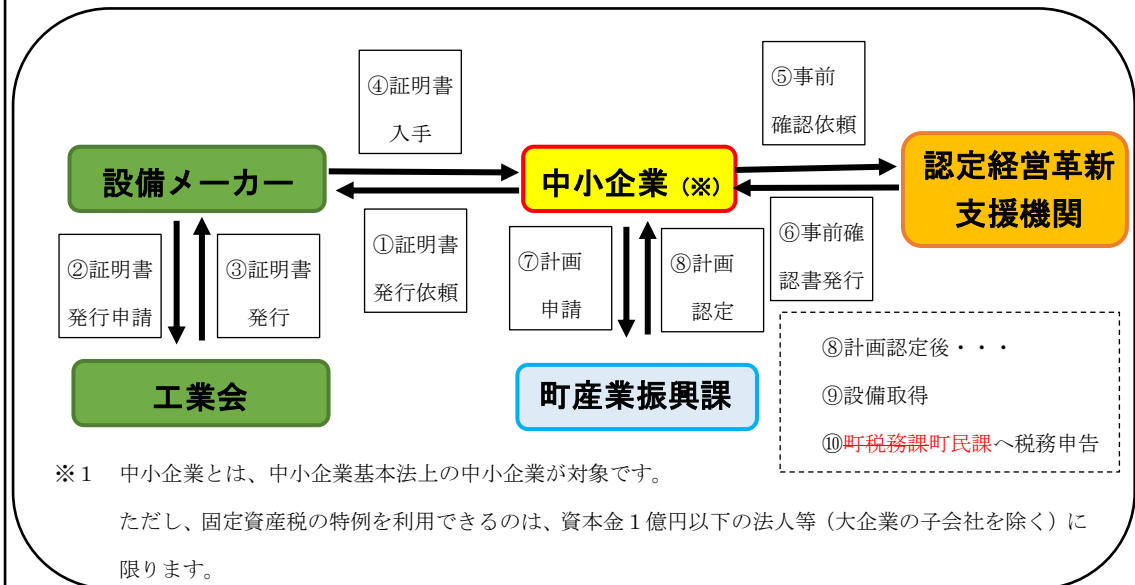 ④証明書
入手
⑤事前
確認依頼
設備メーカー
中小企業（※）
認定経営革新
支援機関
②証明書
発行申請
③証明書
発行
①証明書
発行依頼
⑦計画
申請
⑧計画
認定
⑥事前確
認書発行
工業会
町産業振興課
⑧計画認定後・・・
⑨設備取得
⑩町税務課町民課へ税務申告
※１　中小企業とは、中小企業基本法上の中小企業が対象です。
ただし、固定資産税の特例を利用できるのは、資本金１億円以下の法人等（大企業の子会社を除く）に
限ります。